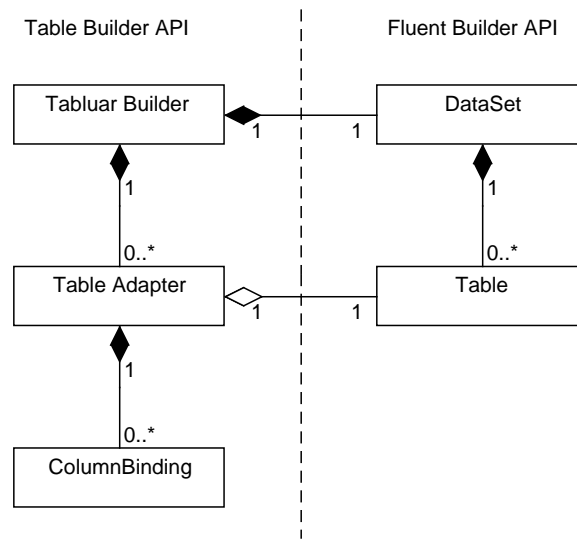 Table Builder API
Fluent Builder API
Tabluar Builder
DataSet
1
1
1
1
0..*
0..*
Table Adapter
Table
1
1
1
0..*
ColumnBinding